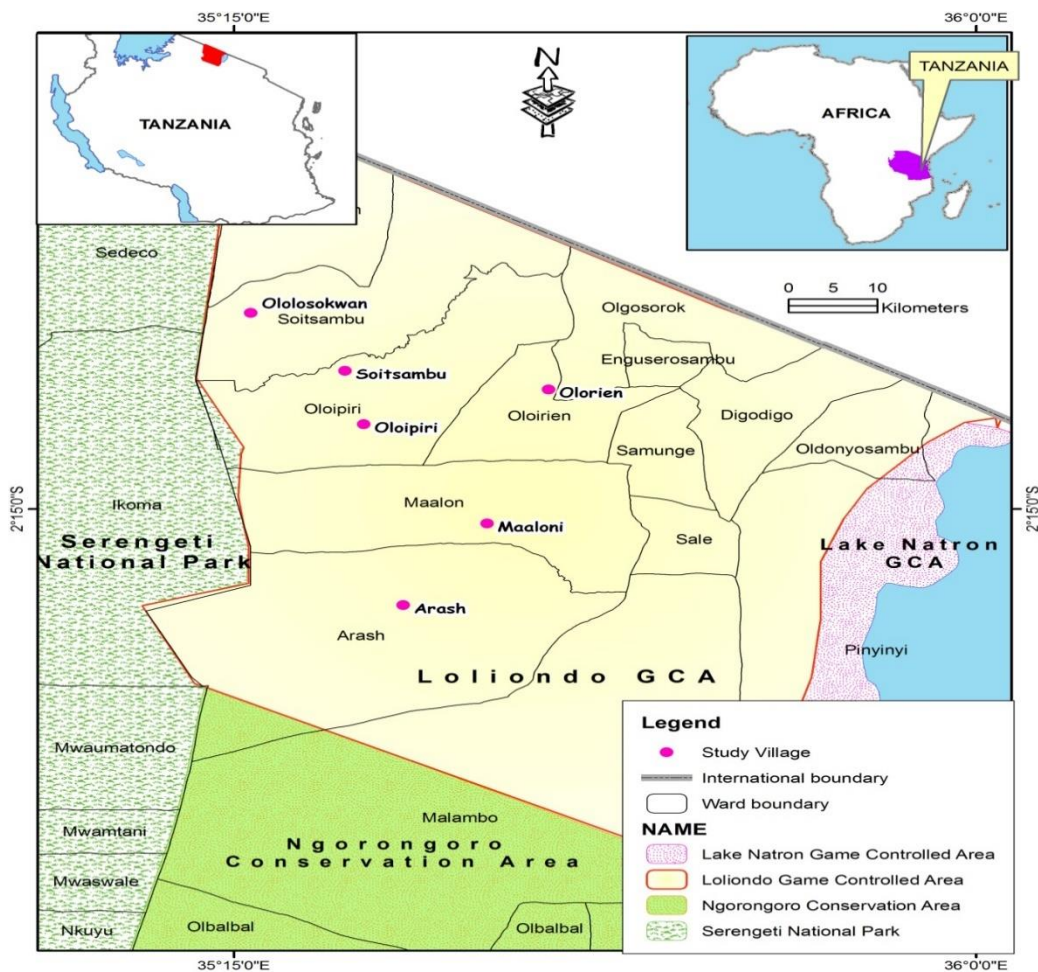 35°15'0"E
36°0'0"E
TANZANIA
N
AFRICA
TANZANIA
Sedeco
0 5 10
Kilometers
Ololosokwan
Soitsambu
Olgosorok
Soitsambu
Enguserosambu
Olorien
Oloipiri
Oloirien
Digodigo
Oloipiri
Samunge
Oldonyosambu
Ikoma
Maalon
2°15'0"S
2°15'0"S
Maaloni
Sale
Serengeti
National Park
Lake Natron
GCA
Arash
Arash
Pinyinyi
Loliondo GCA
Mwaumatondo
Malambo
Mwamtani
Ngorongoro
Conservation Area
Mwaswale
Olbalbal
Olbalbal
Nkuyu
Legend
Study Village
International boundary
Ward boundary
NAME
Lake Natron Game Controlled Area
Loliondo Game Controlled Area
Ngorongoro Conservation Area
Serengeti National Park
35°15'0"E
36°0'0"E